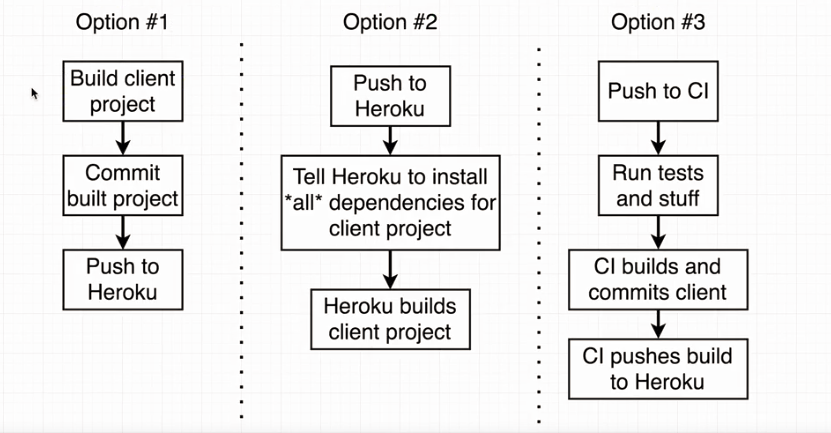 Option #1
Build client
project
Commit
built project
Push to
Heroku
Option #2
Push to
Heroku
Tell Heroku to install
*all* dependencies for
client project
Heroku builds
client project
Option #3
Push to CI
Run tests
and stuff
CI builds and
commits client
CI pushes build
to Heroku